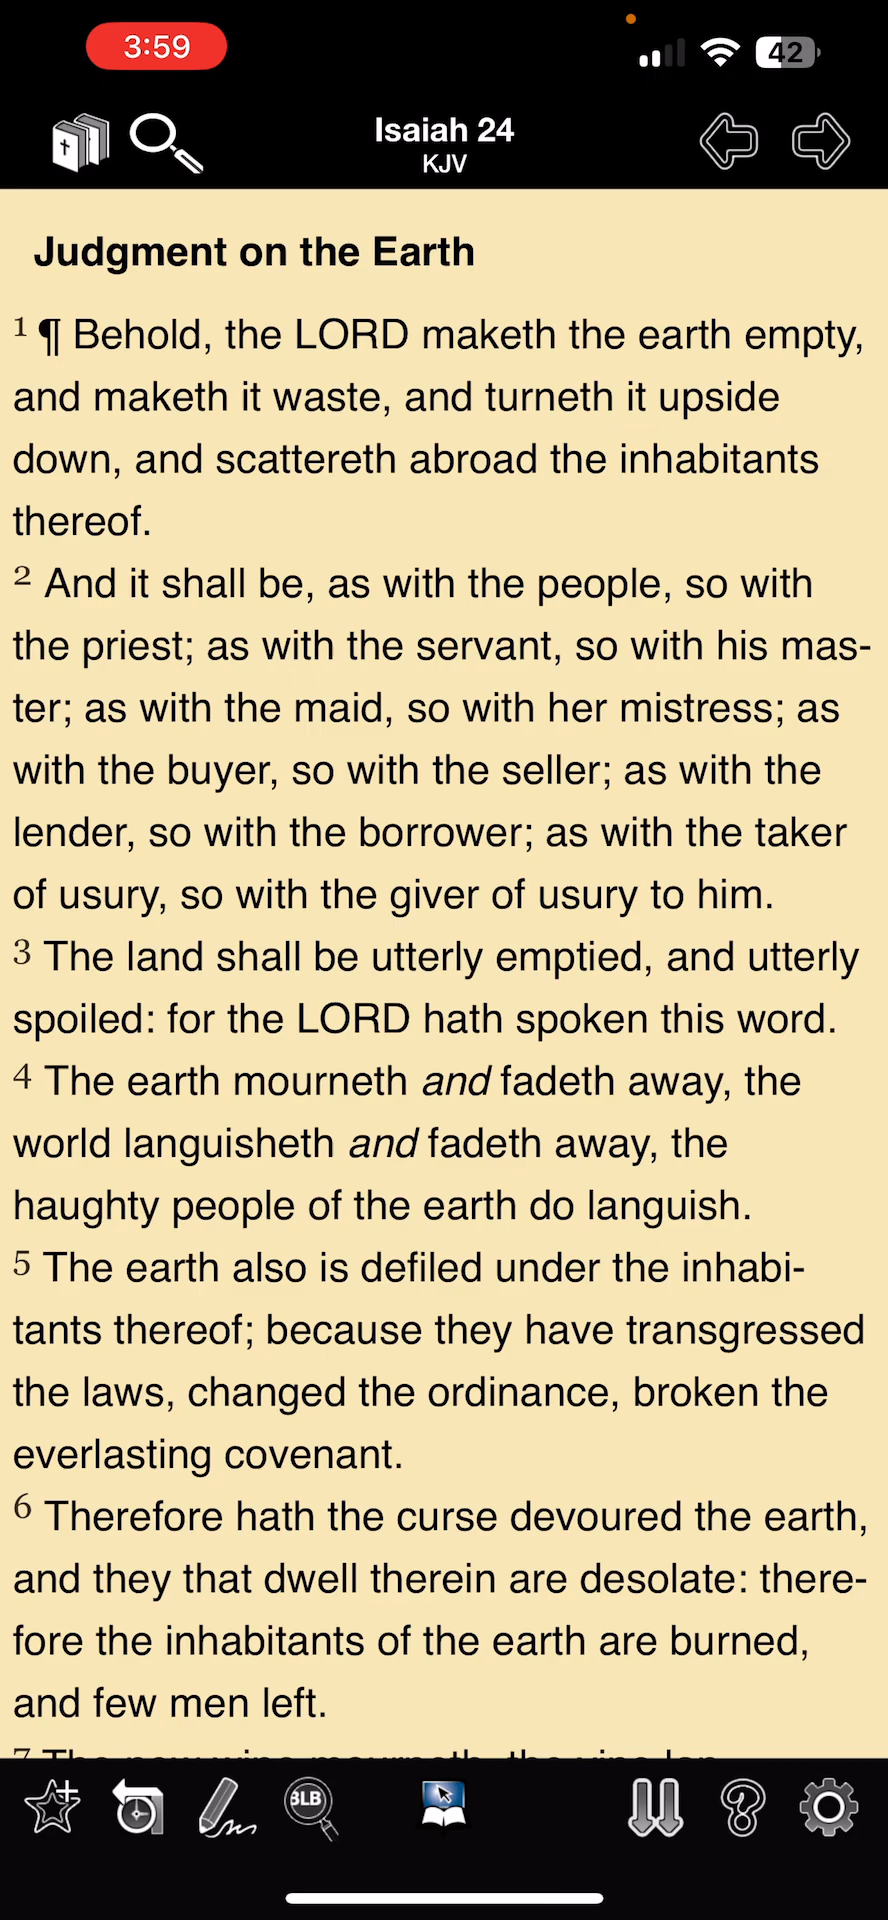 3:59
42
Isaiah 24
KJV
Judgment on the Earth
1 ¶ Behold, the LORD maketh the earth empty,
and maketh it waste, and turneth it upside
down, and scattereth abroad the inhabitants
thereof.
2 And it shall be, as with the people, so with
the priest; as with the servant, so with his mas-
ter; as with the maid, so with her mistress; as
with the buyer, so with the seller; as with the
lender, so with the borrower; as with the taker
of usury, so with the giver of usury to him.
3 The land shall be utterly emptied, and utterly
spoiled: for the LORD hath spoken this word.
4 The earth mourneth and fadeth away, the
world languisheth and fadeth away, the
haughty people of the earth do languish.
5 The earth also is defiled under the inhabi-
tants thereof; because they have transgressed
the laws, changed the ordinance, broken the
everlasting covenant.
6 Therefore hath the curse devoured the earth,
and they that dwell therein are desolate: there-
fore the inhabitants of the earth are burned,
and few men left.
7 The new wine mourneth, the vine lan
BLB